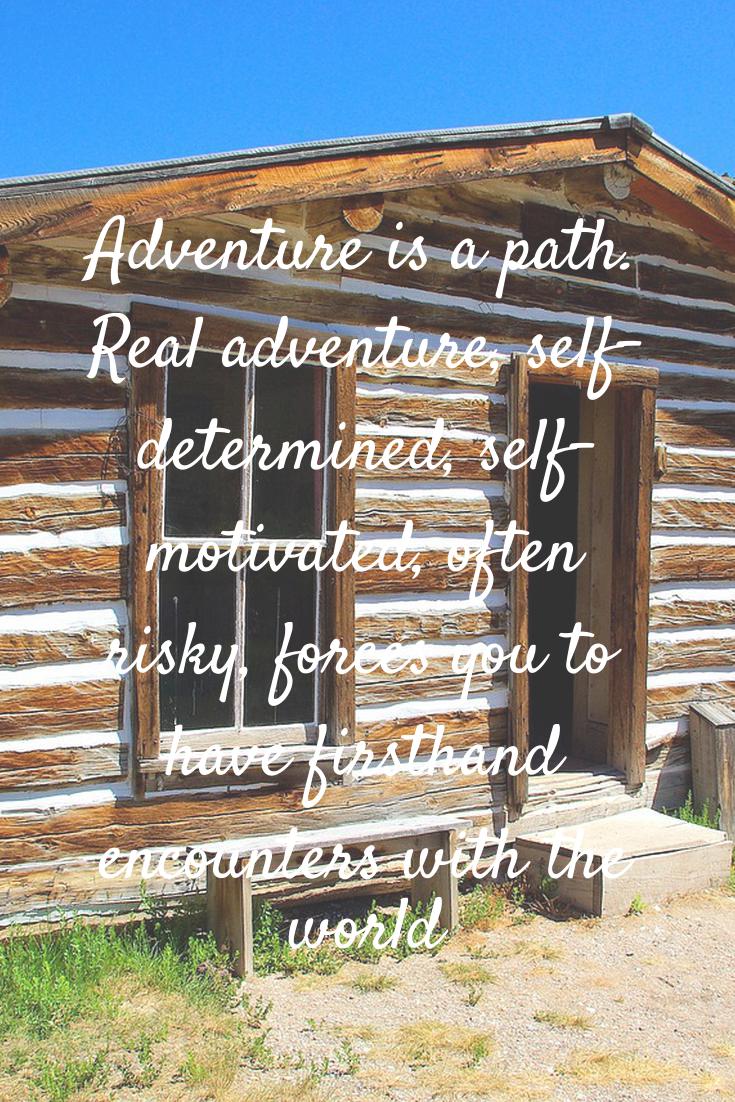 Adventure is a path.
Real adventure, self-
determined, self-
motivated, often
risky, forces you to
have firsthand
encounters with the
world